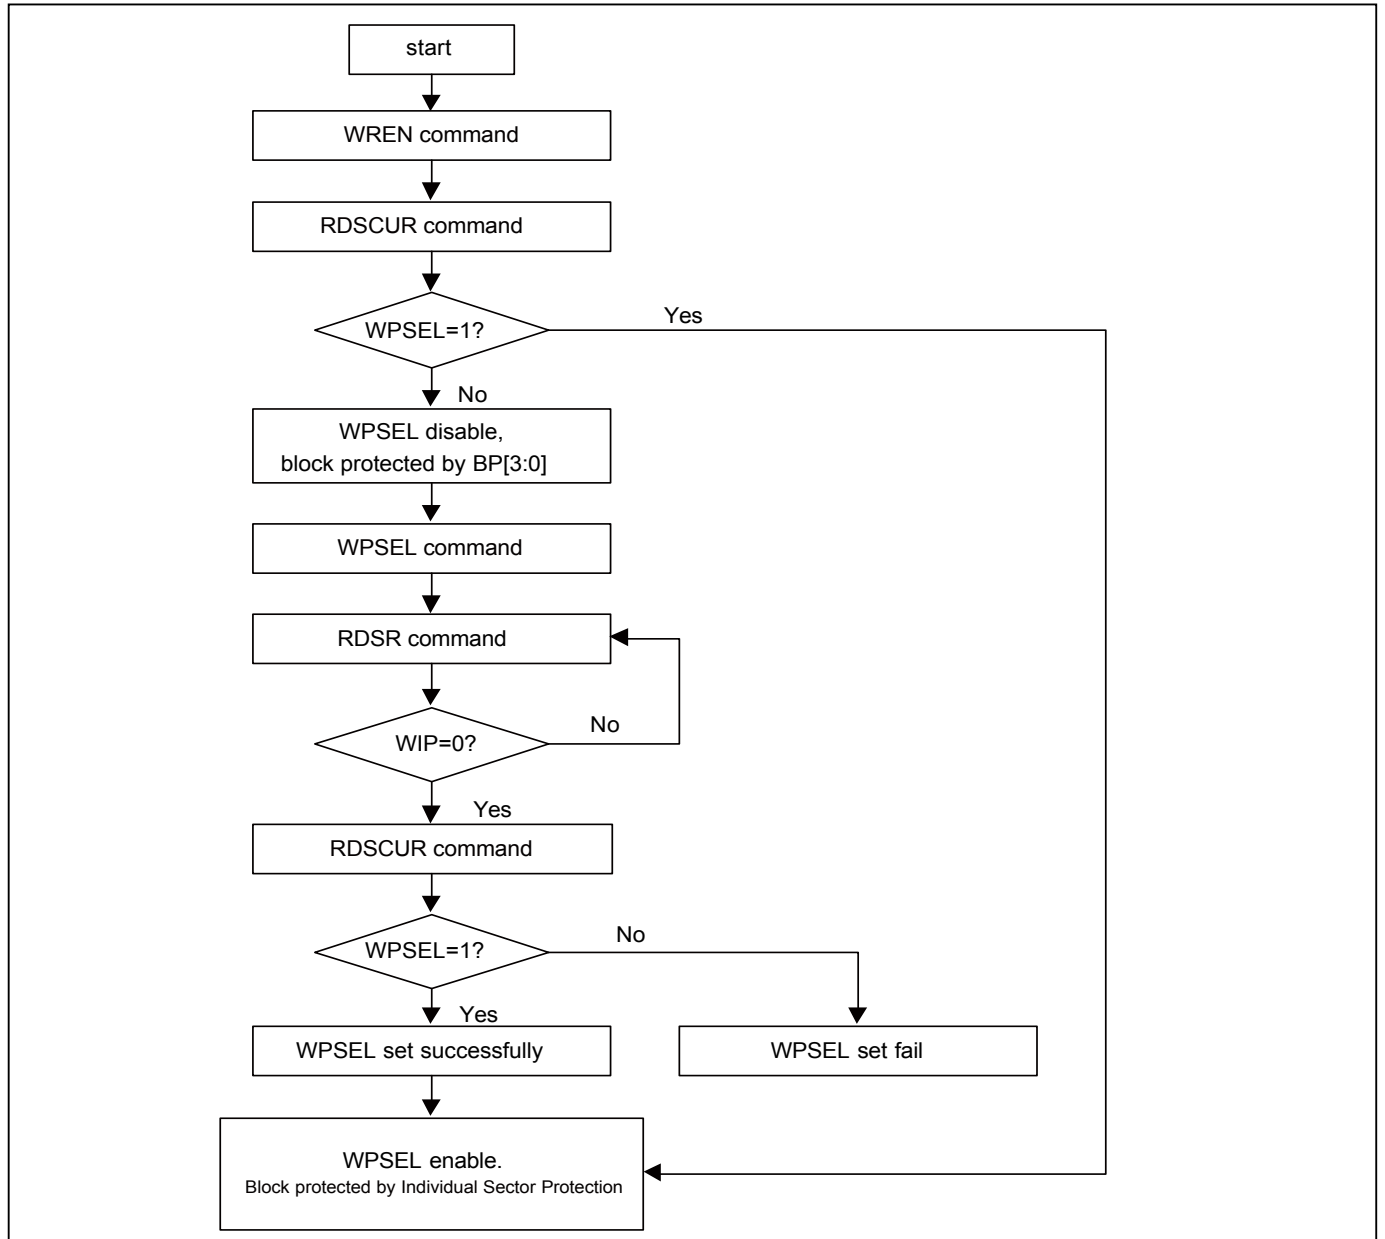 start
WREN command
RDSCUR command
WPSEL=1?
Yes
No
WPSEL disable,
block protected by BP[3:0]
WPSEL command
RDSR command
WIP=0?
No
Yes
RDSCUR command
WPSEL=1?
No
Yes
WPSEL set successfully
WPSEL set fail
WPSEL enable.
Block protected by Individual Sector Protection